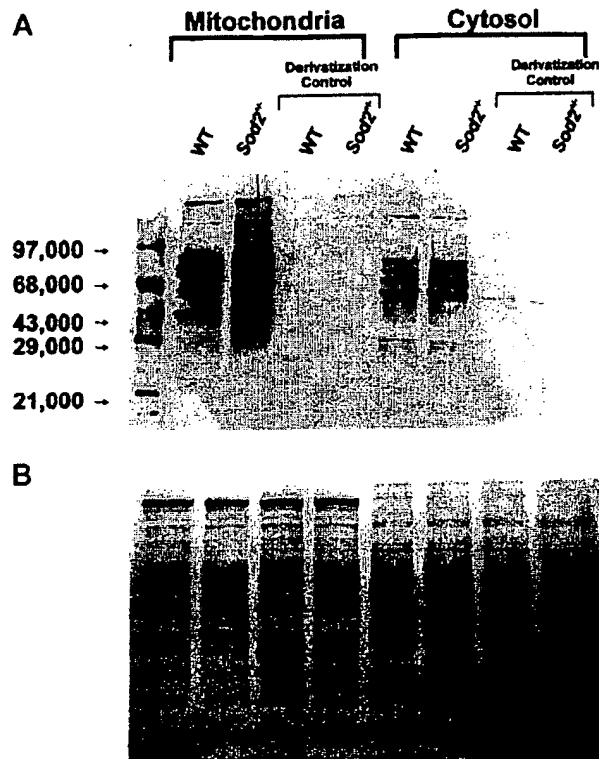 A
Mitochondria
Cytosol
Derivatization
Control
Derivatization
Control
WT
Sod2
WT
Sod2
WT
Sod2
WT
Sod2
97,000 →
68,000 →
43,000 →
29,000 →
21,000 →
B